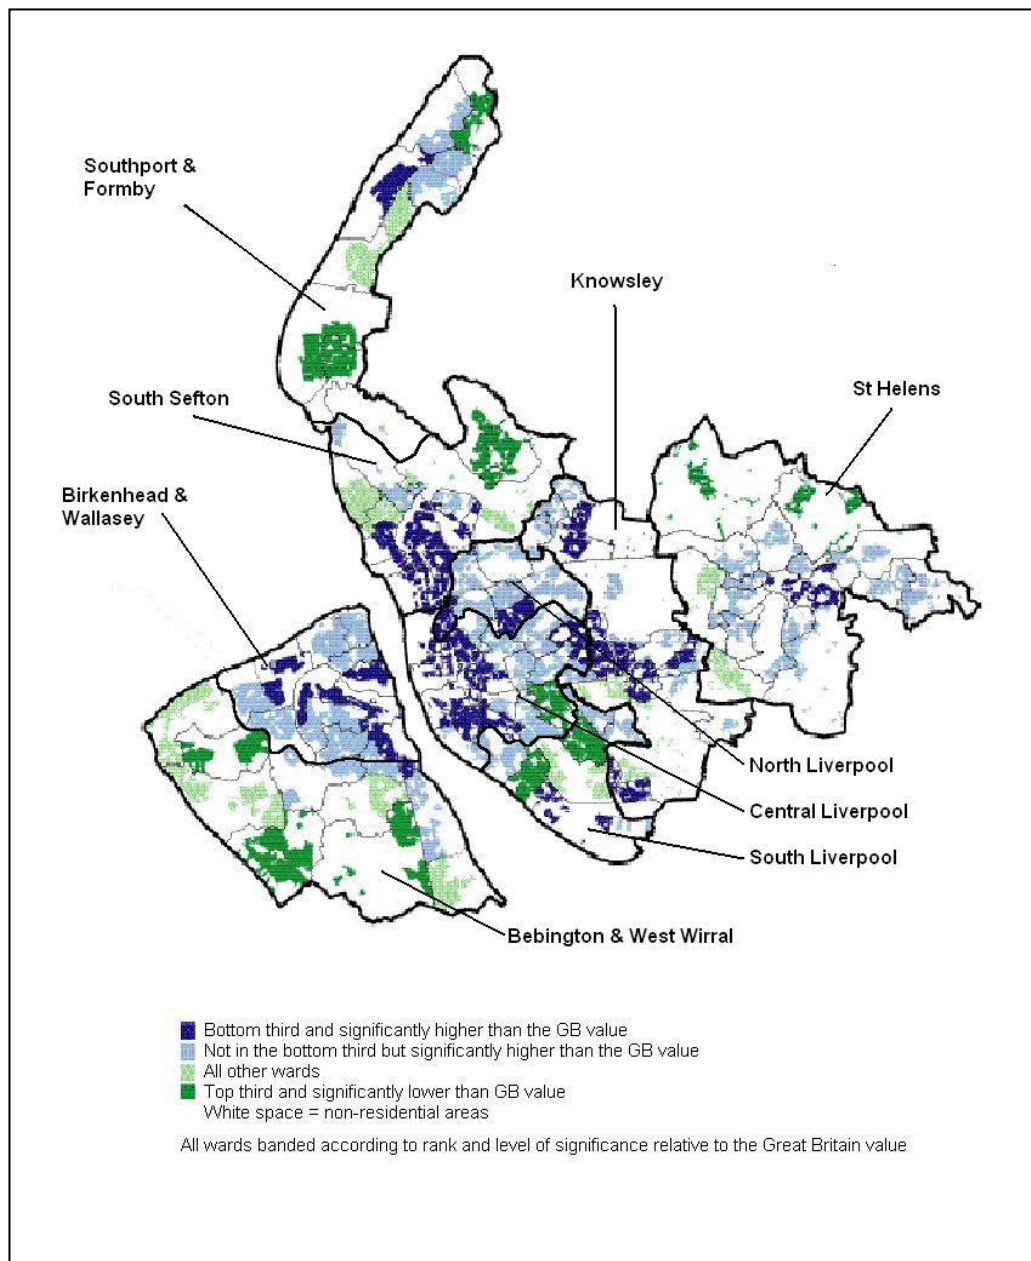 Southport &
Formby
Knowsley
St Helens
South Sefton
Birkenhead &
Wallasey
North Liverpool
Central Liverpool
South Liverpool
Bebington & West Wirral
Bottom third and significantly higher than the GB value
Not in the bottom third but significantly higher than the GB value
All other wards
Top third and significantly lower than GB value
White space = non-residential areas
All wards banded according to rank and level of significance relative to the Great Britain value